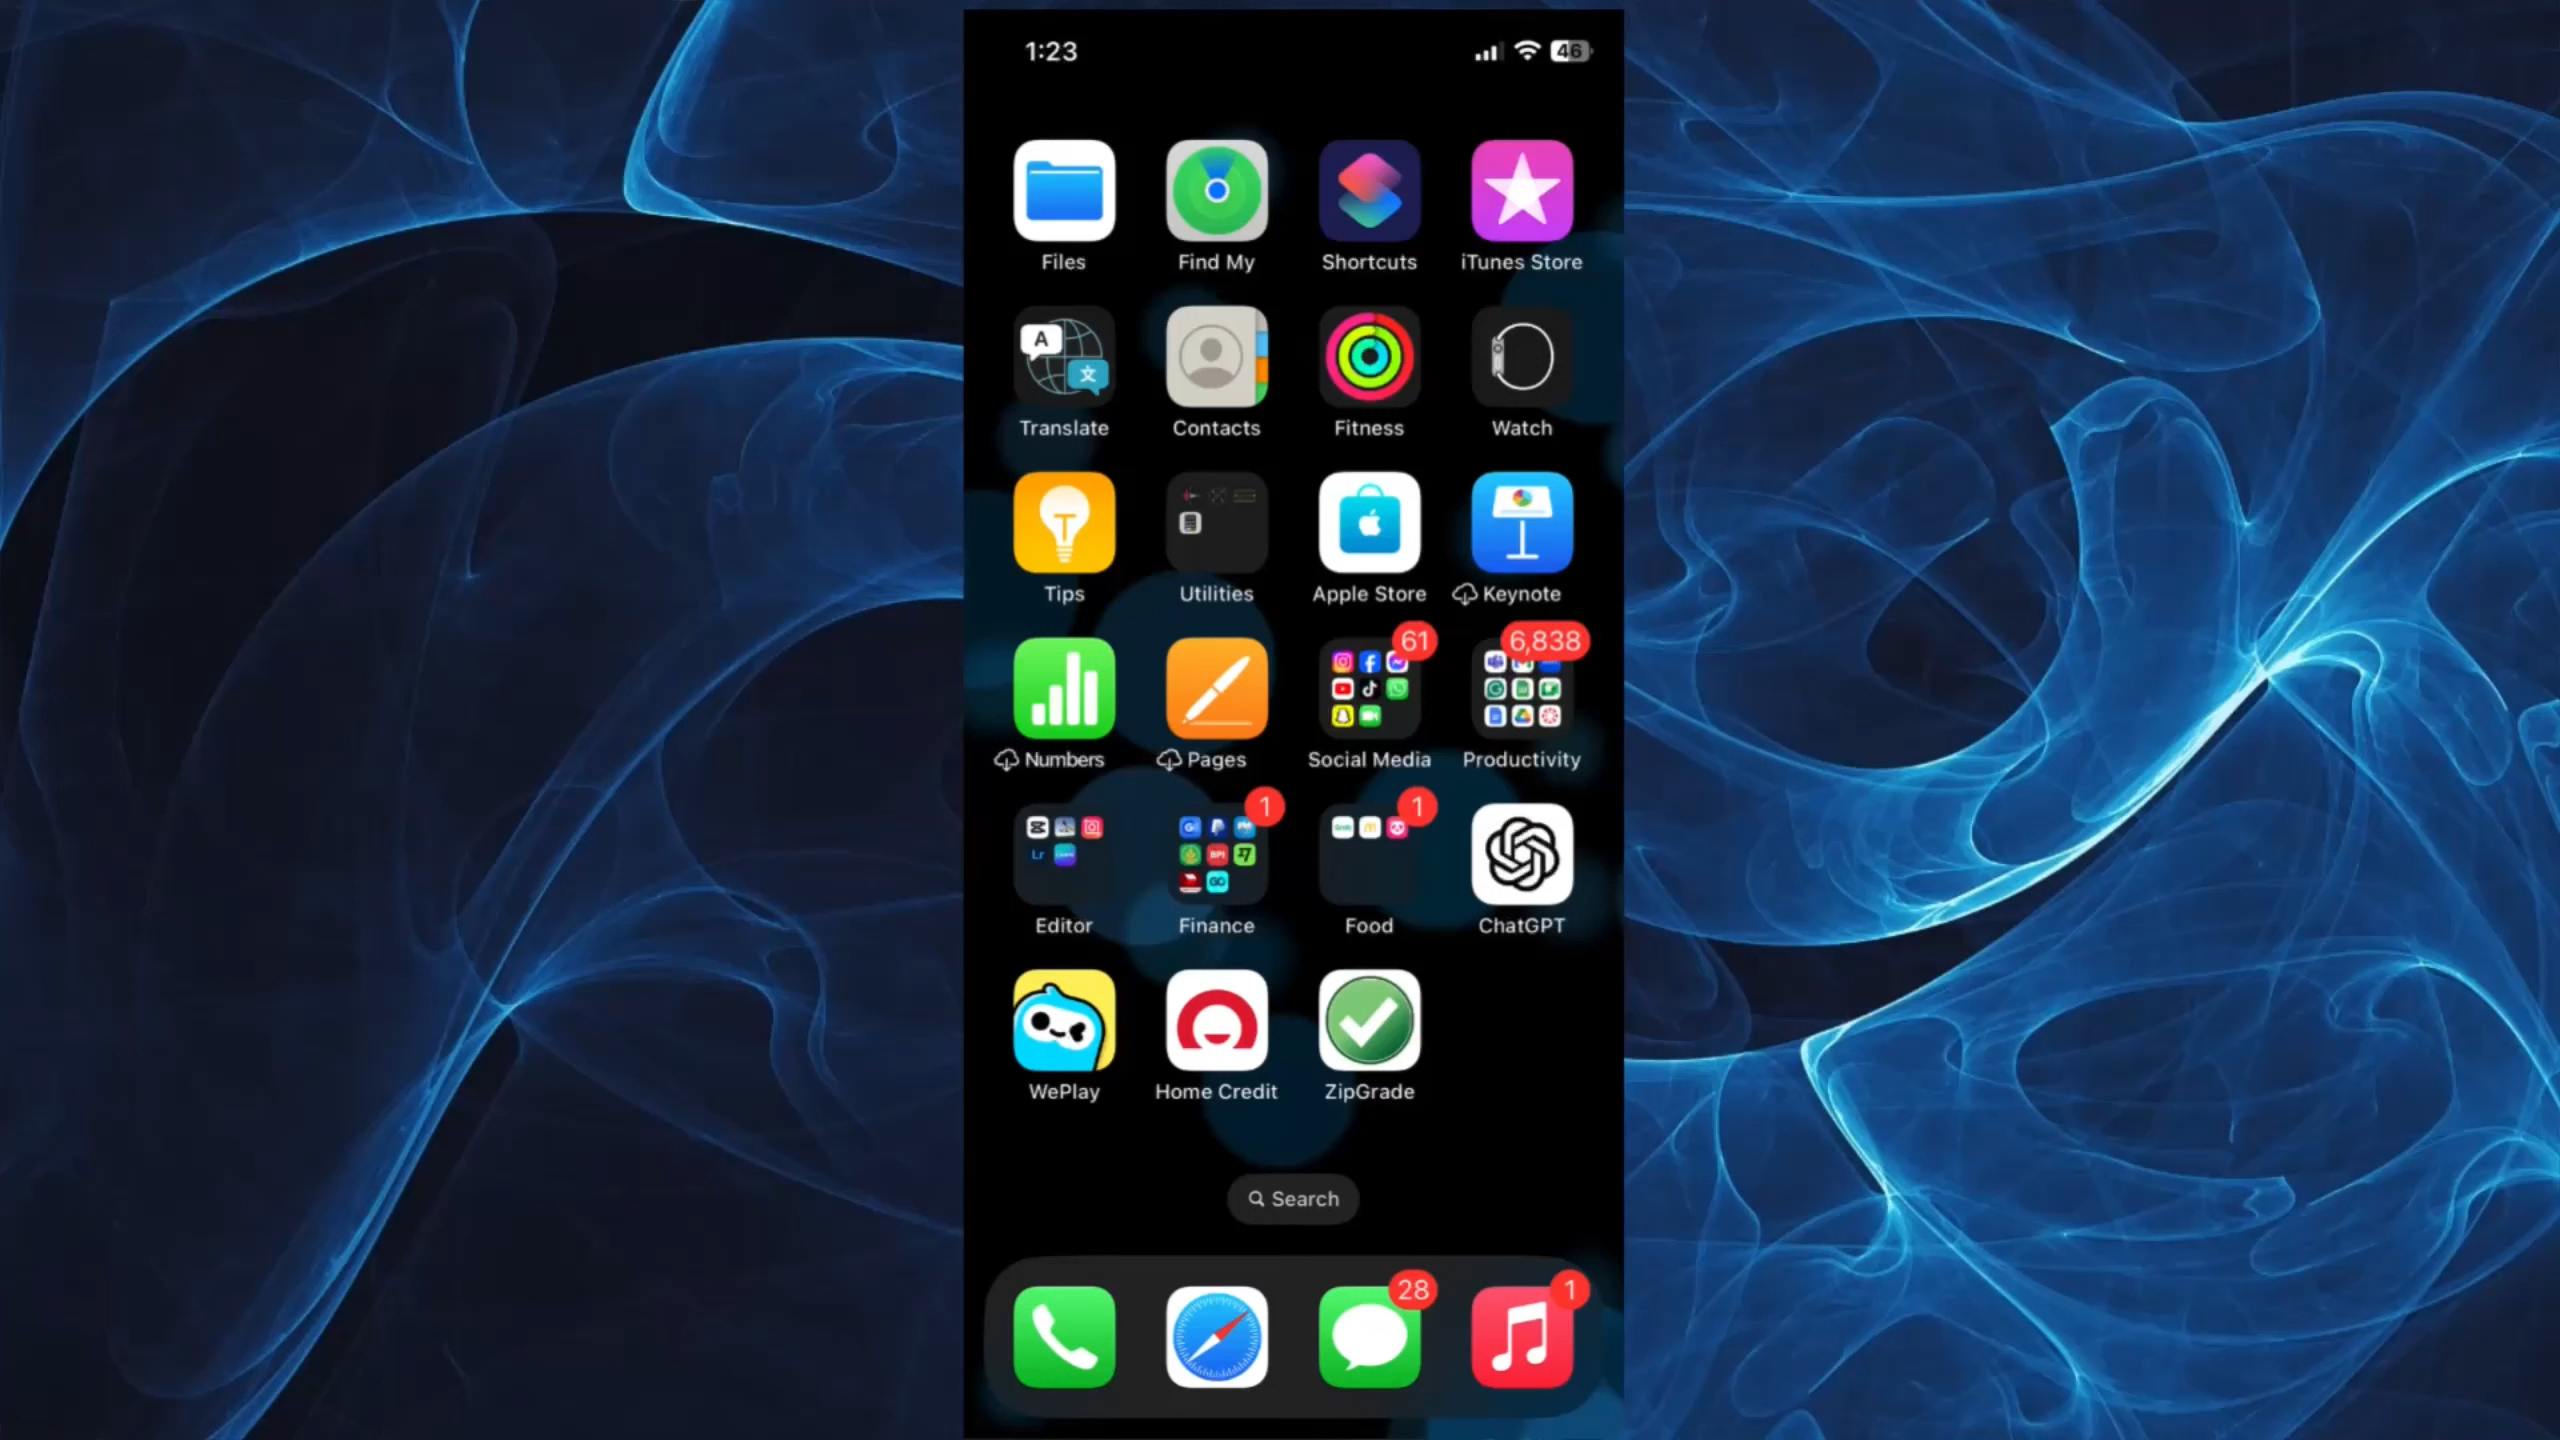 1:23
46
Files
Find My
Shortcuts
iTunes Store
Translate
Contacts
Fitness
Watch
Tips
Utilities
Apple Store
Keynote
61
6,838
Numbers
Pages
Social Media
Productivity
1
1
Editor
Finance
Food
ChatGPT
WePlay
Home Credit
ZipGrade
Search
28
1